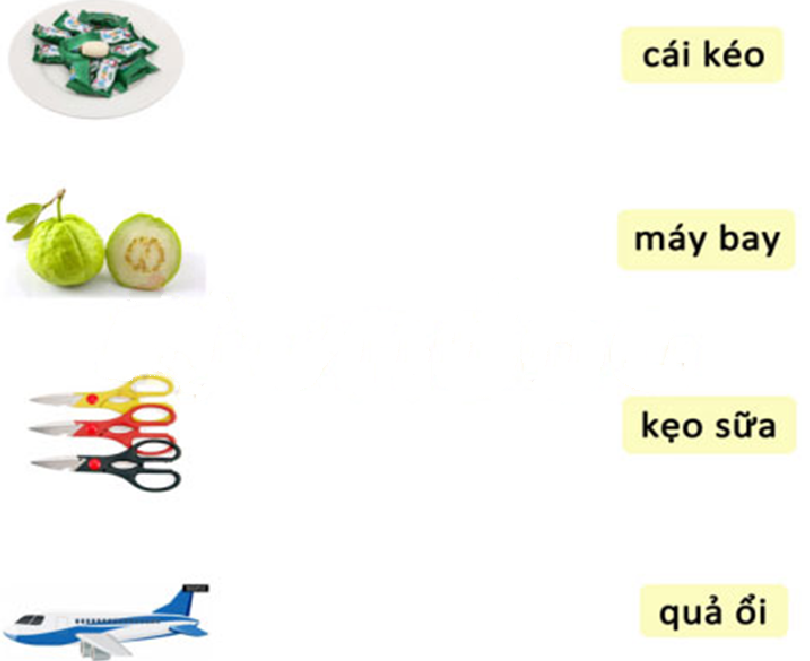 cái kéo
máy bay
kẹo sữa
quả ổi